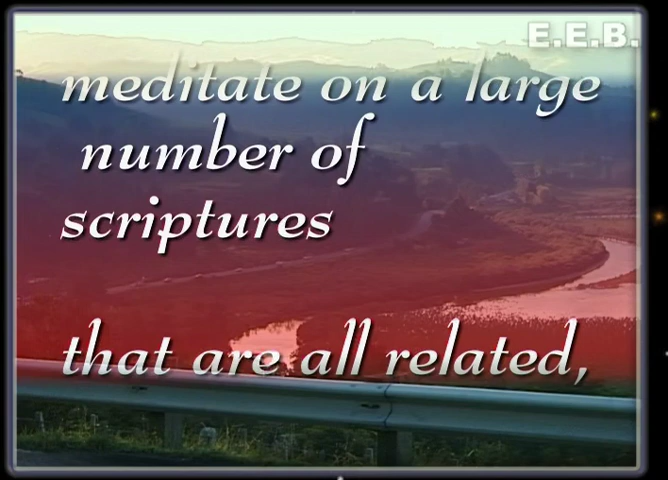 E.E.B.
meditate on a large
number of
scriptures
that are all related,